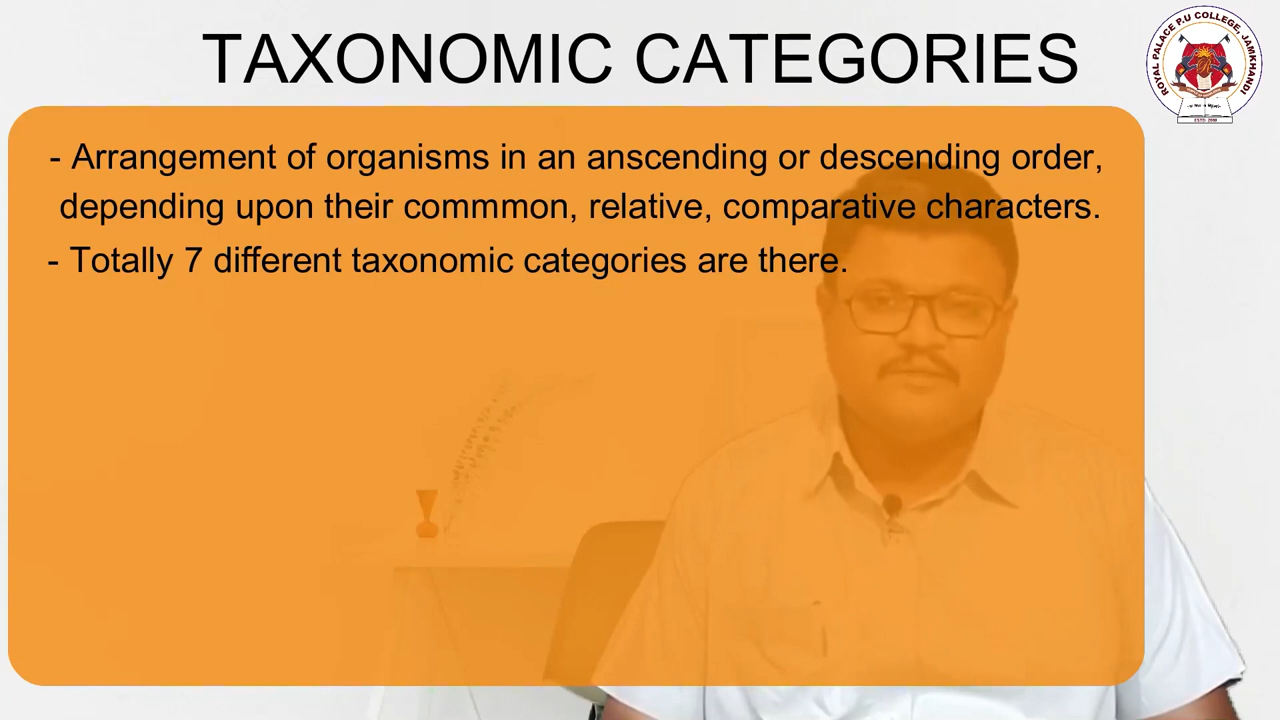 TAXONOMIC CATEGORIES
ROYAL PALACE P.U COLLEGE, JAMKHANDI
- Arrangement of organisms in an anscending or descending order,
depending upon their commmon, relative, comparative characters.
- Totally 7 different taxonomic categories are there.